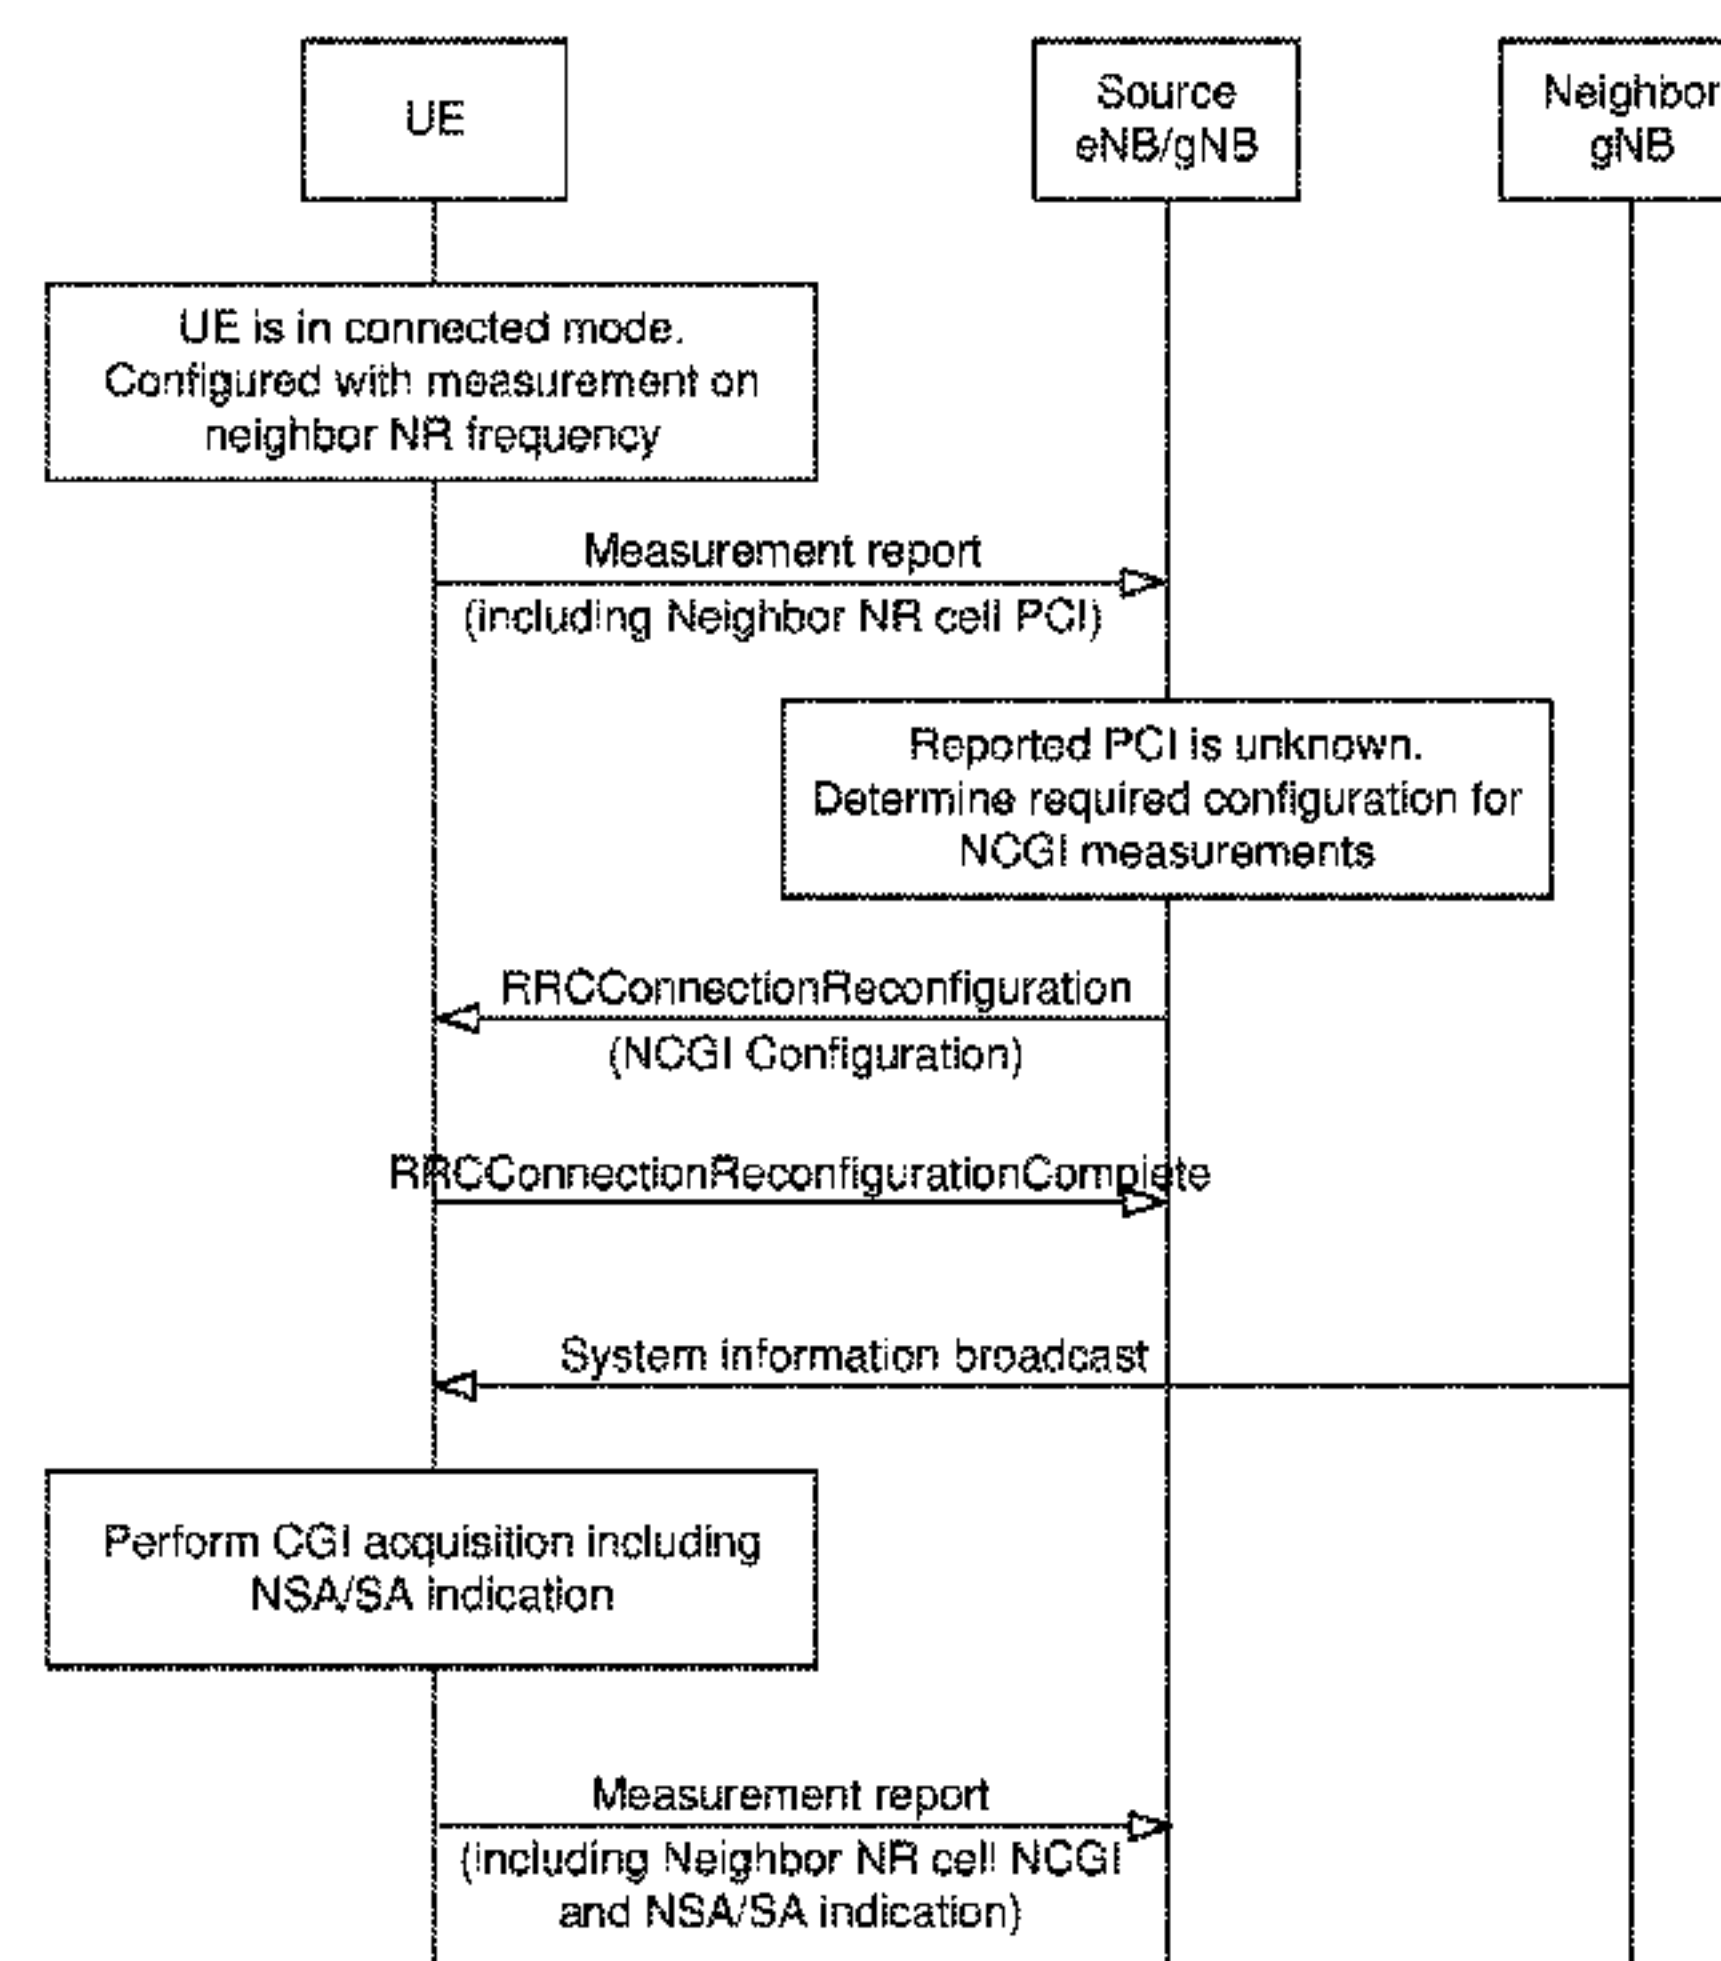 UE
Source
eNB/gNB
Neighbor
gNB
UE is in connected mode.
Configured with measurement on
neighbor NR frequency
Measurement report
(including Neighbor NR cell PCI)
Reported PCI is unknown.
Determine required configuration for
NCGI measurements
RRCConnectionReconfiguration
(NCGI Configuration)
RRCConnectionReconfigurationComplete
System information broadcast
Perform CGI acquisition including
NSA/SA indication
Measurement report
(including Neighbor NR cell NCGI
and NSA/SA indication)